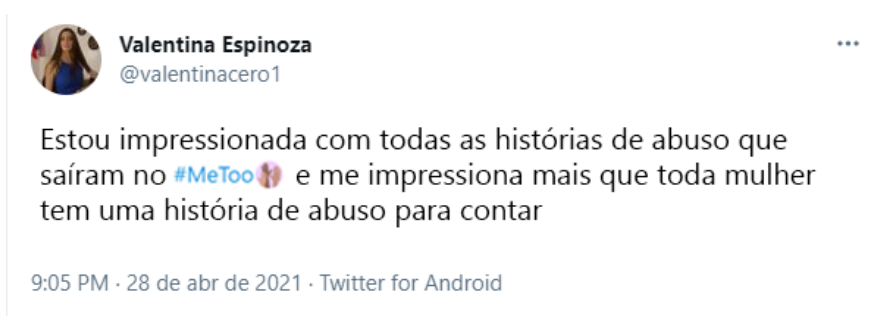 Valentina Espinoza
@valentinacero1
Estou impressionada com todas as histórias de abuso que
saíram no #MeToo e me impressiona mais que toda mulher
tem uma história de abuso para contar
9:05 PM · 28 de abr de 2021 · Twitter for Android